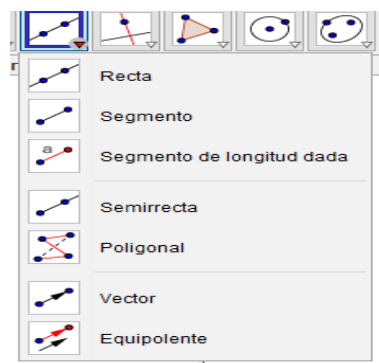 Recta
Segmento
a
Segmento de longitud dada
Semirrecta
Poligonal
Vector
Equipolente